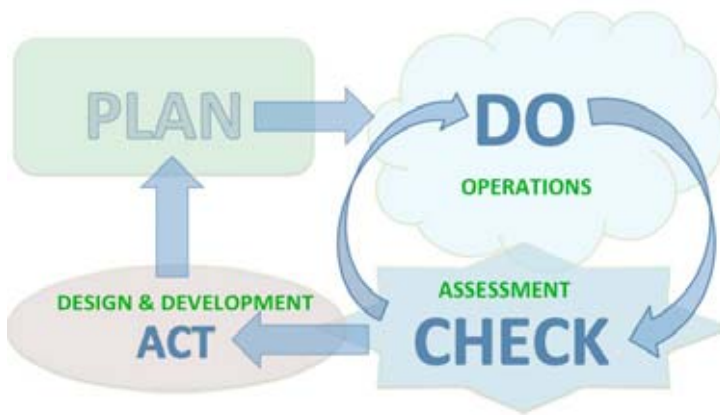 PLAN
DO
OPERATIONS
DESIGN & DEVELOPMENT
ACT
ASSESSMENT
CHECK